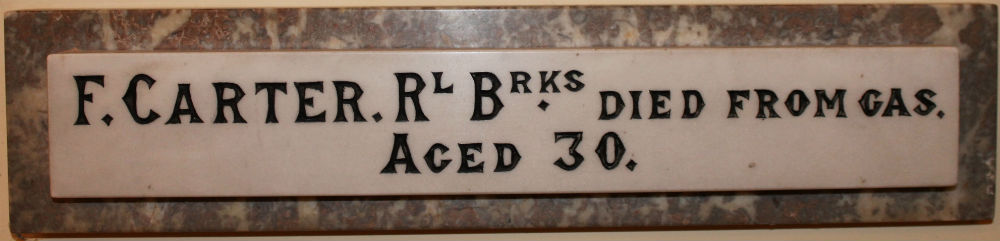 F. CARTER. RL BRKS. DIED FROM GAS.
AGED 30.